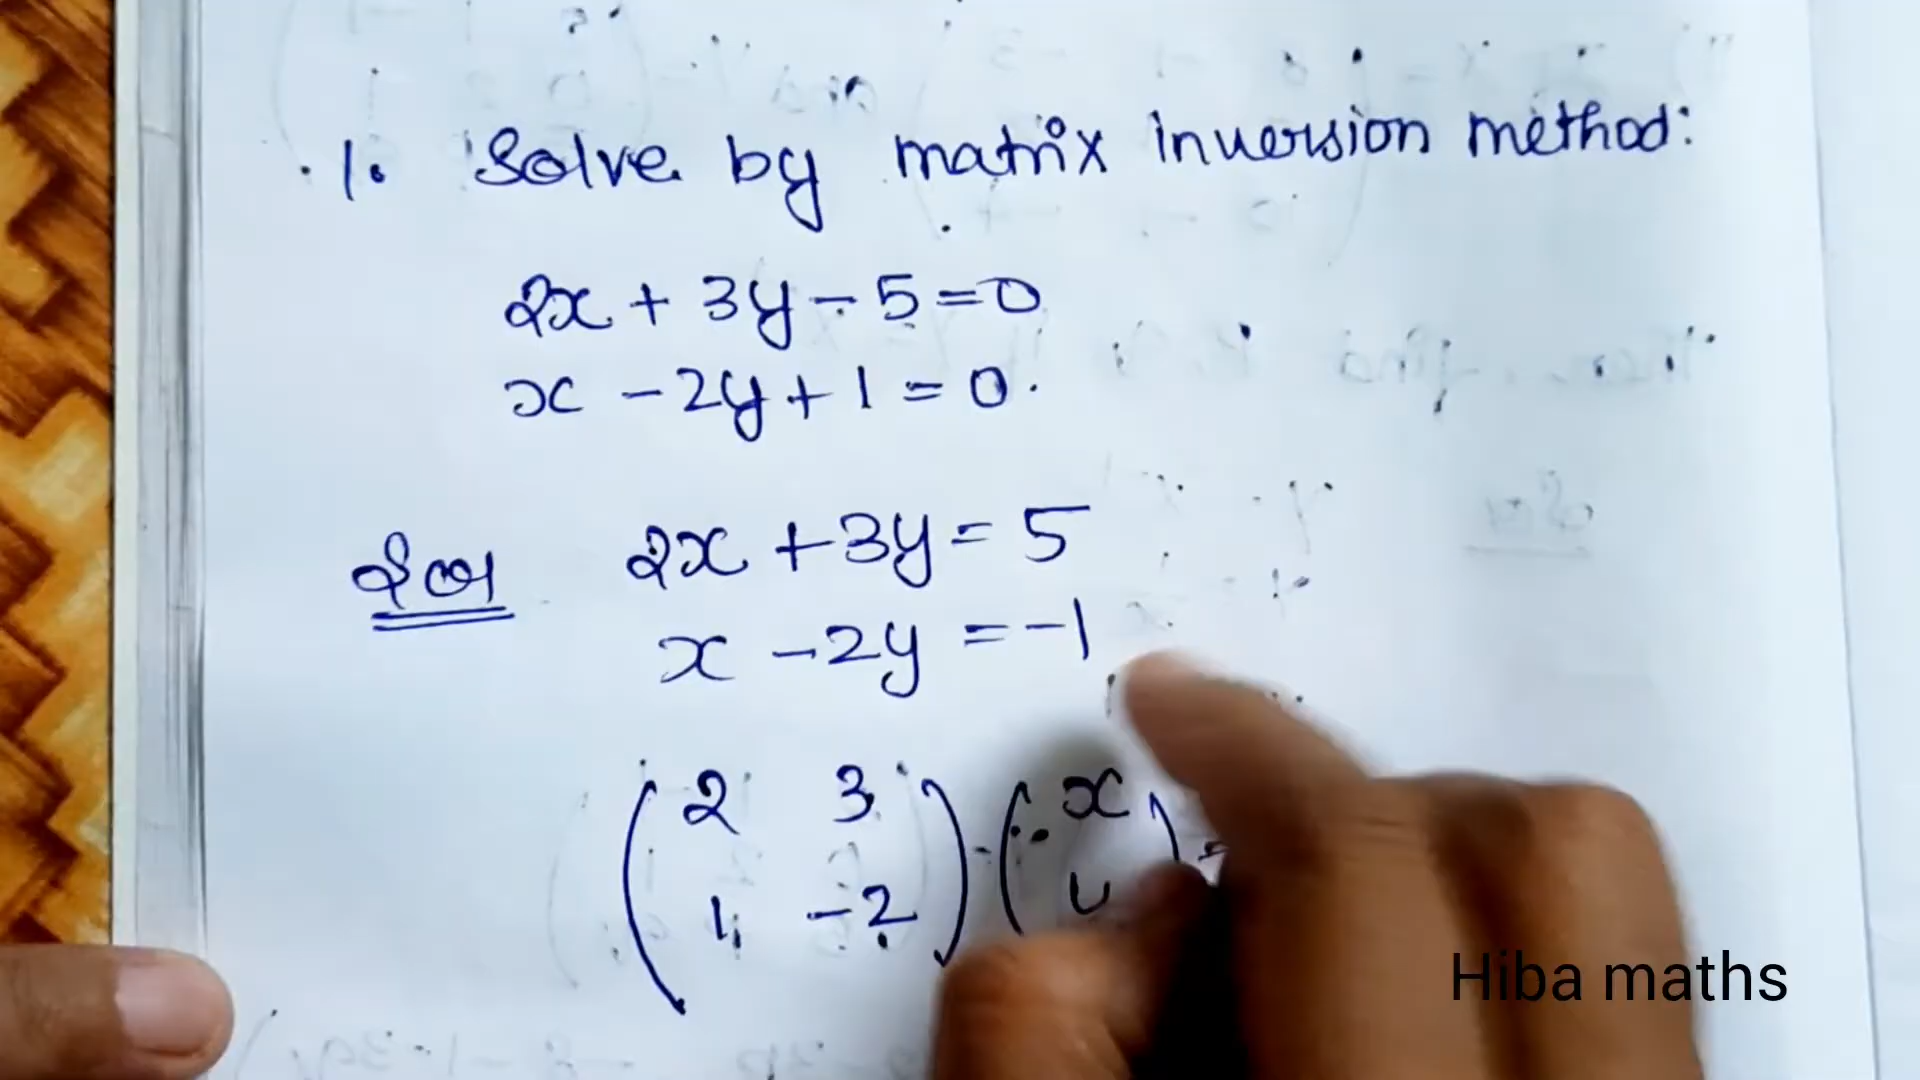 1. Solve by matrix inversion method:
2x + 3y - 5 = 0
x - 2y + 1 = 0.
Sol 2x + 3y = 5
x - 2y = -1
( 2 3 ) ( x ) =
1 -2 y
Hiba maths